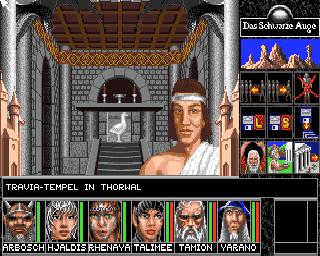 Das Schwarze Auge
L
S
TRAVIA-TEMPEL IN THORWAL
ARBOSCH HJALDIS RHENAYA TALIMEE TAMION YARANO